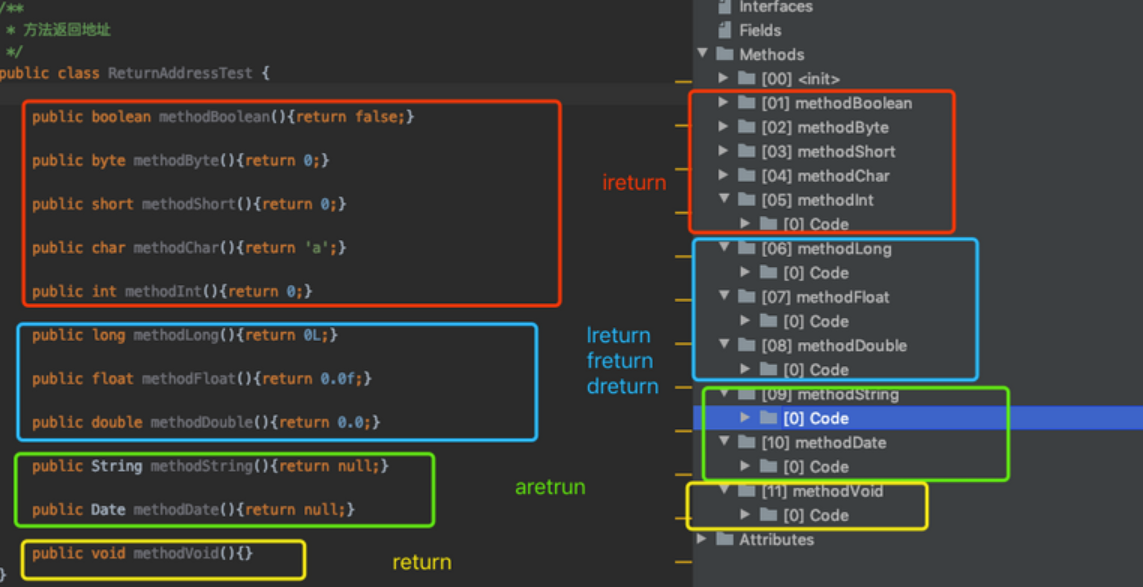 /**
* 方法返回地址
*/
public class ReturnAddressTest {
public boolean methodBoolean(){return false;}
public byte methodByte(){return 0;}
public short methodShort(){return 0;}
public char methodChar(){return 'a';}
public int methodInt(){return 0;}
public long methodLong(){return 0L;}
public float methodFloat(){return 0.0f;}
public double methodDouble(){return 0.0;}
public String methodString(){return null;}
public Date methodDate(){return null;}
public void methodVoid(){}
}
ireturn
lreturn
freturn
dreturn
aretrun
return
Interfaces
Fields
Methods
[00] <init>
[01] methodBoolean
[02] methodByte
[03] methodShort
[04] methodChar
[05] methodInt
[0] Code
[06] methodLong
[0] Code
[07] methodFloat
[0] Code
[08] methodDouble
[0] Code
[09] methodString
[0] Code
[10] methodDate
[0] Code
[11] methodVoid
[0] Code
Attributes